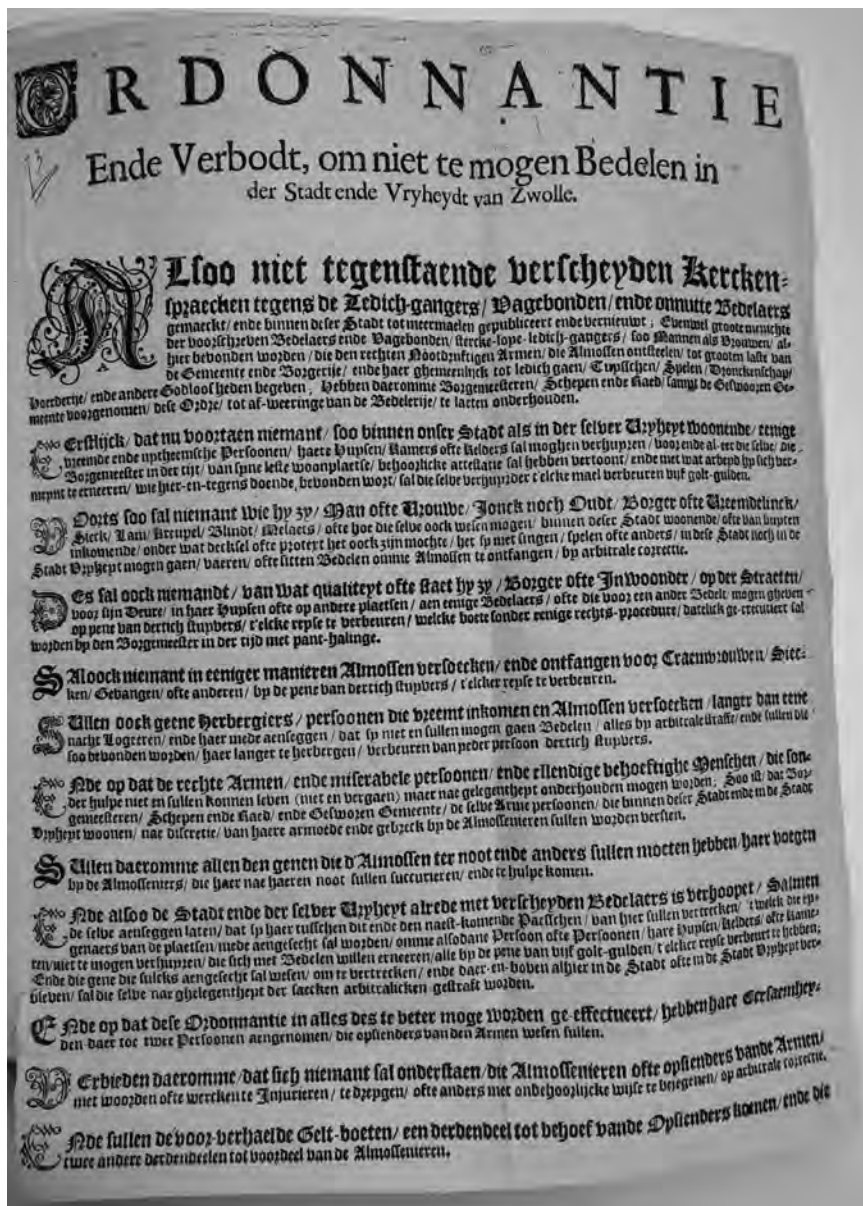 ORDONNANTIE
Ende Verbodt, om niet te mogen Bedelen in
der Stadt ende Vryheydt van Zwolle.
ALsoo niet tegenstaende verscheyden Kercken-
spraecken tegens de Ledich-gangers/ Vagebonden/ ende onnutte Bedelaers
gemaeckt/ ende binnen deser Stadt tot meermaelen gepubliceert ende vernieuwt; Evenwel groote menichte
der voorschreven Bedelaers ende Vagebonden/ stercke-lope-ledich-gangers/ soo Mannen als Vrouwen/ al-
hier bevonden worden/ die den rechten Nootdruftigen Armen/ die Almossen ontsteelen/ tot grooten laste van
de Gemeente ende Borgerije/ ende haer ghemeenlijck tot ledich gaen/ Tuysschen/ Spelen/ Dronckenschap/
Hoerderije/ ende andere Godloosheden begeven; Hebben daeromme Borgemeesteren/ Schepen ende Raed/ sampt de Geswooren Ge-
meente voorgenomen/ dese Ordre/ tot af-weeringe van de Bedelerije/ te laeten onderhouden.
Erstlijck/ dat nu voortaen niemant/ soo binnen onser Stadt als in der selver Vryheyt woonende/ eenige
vreemde ende uytheemsche Personen/ haere Huysen/ Kamers ofte Kelders sal moghen verhuyren/ voor ende al-eer die selve/ die
Borgemeester in der tijt/ van syne leste woonplaetse/ behoorlicke attestatie sal hebben vertoont/ ende met wat arbeyd hy sich ver-
meynt te erneeren/ wie hier-en-tegens doende, bevonden wort/ sal die selve verhuyrder t'elcke mael verbeuren vijf golt-gulden.
VOorts soo sal niemant wie hy zy/ Man ofte Vrouwe/ Jonck noch Oudt/ Borger ofte Vreemdelinck/
Sieck/ Lam/ Kreupel/ Blindt/ Melaets/ ofte hoe die selve oock wesen mogen/ binnen deser Stadt woonende/ ofte van buyten
inkomende/ onder wat decksel ofte protext het oock zijn mochte/ het sy met singen/ spelen ofte anders/ in dese Stadt noch in de
Stadt Vryheyt mogen gaen/ vaeren/ ofte sitten Bedelen omme Almossen te ontfangen/ by arbitrale correctie.
DEs sal oock niemandt/ van wat qualiteyt ofte staet hy zy/ Borger ofte Inwoonder/ op der Straeten/
voor sijn Deure/ in haer Huysen ofte op andere plaetsen/ aen eenige Bedelaers/ ofte die voor een ander Bedelt/ mogen gheven
op pene van dertich stuyvers/ t'elcke reyse te verbeuren/ welcke boete sonder eenige rechts-procedure/ datelick ge-executiert sal
worden by den Borgemeester in der tijd met pant-halinge.
SAl oock niemant in eeniger manieren Almossen versoecken/ ende ontfangen voor Craemvrouwen/ Siec-
ken/ Gevangen/ ofte anderen/ by de pene van dertich stuyvers/ t'elcker reyse te verbeuren.
SUllen oock geene Herbergiers/ persoonen die vreemt inkomen en Almossen versoecken/ langer dan eene
nacht Logeeren/ ende haer mede aenseggen/ dat sy niet en sullen mogen gaen Bedelen/ alles by arbitrale straffe/ ende sullen die
soo bevonden worden/ haer langer te herbergen/ verbeuren van yeder persoon dertich stuyvers.
ENde op dat de rechte Armen/ ende miserabele persoonen/ ende ellendige behoeftighe Menschen/ die son-
der hulpe niet en sullen konnen leben (niet en vergaen) maer nae gelegentheyt onderhouden mogen worden; Soo ist/ dat Bor-
gemeesteren/ Schepen ende Raed/ ende Gesworen Gemeente/ de selve Arme persoonen/ die binnen deser Stadt ende in de Stadt
Vryheyt woonen/ nae discretie/ van haere armoede ende gebreck by de Almossenieren sullen worden versien.
SUllen daeromme allen den genen die d'Almossen ter noot ende anders sullen moeten hebben/ haer voegen
by de Almosseniers/ die haer nae haeren noot sullen succurieren/ ende te hulpe komen.
ENde alsoo de Stadt ende der selver Vryheyt alrede met verscheyden Bedelaers is verhoopet/ Salmen
de selve aenseggen laten/ dat sy haer tusschen dit ende den naest-komende Paesschen/ van hier sullen vertrecken/ t'welck die ey-
genaers van de plaetsen mede aengesecht sal worden/ omme alsodane Persoon ofte Persoonen/ hare Huysen/ Kelders/ ofte Kame-
ren/ niet te mogen verhuyren/ die sich met Bedelen willen erneeren/ alle by de pene van vijf golt-gulden/ t'elcker reyse verbeurt te hebben;
Ende die gene die sulcks aengesecht sal wesen/ om te vertrecken/ ende daer-en-boven alhier in de Stadt ofte in de Stadt Vryheyt ver-
bleven/ sal die selve nae ghelegentheyt der saecken arbitralicken gestraft worden.
ENde op dat dese Ordonnantie in alles des te beter moge worden ge-effectueert/ hebben hare Eersaemhey-
den daer toe twee Persoonen aengenomen/ die opsienders van den Armen wesen sullen.
VErbieden daeromme/ dat sich niemant sal onderstaen/ die Almossenieren ofte opsienders vande Armen/
met woorden ofte wercken te Injurieren/ te dreygen/ ofte anders met onbehoorlijcke wijse te bejegenen/ op arbitrale correctie.
ENde sullen de voor-verhaelde Gelt-boeten/ een derdendeel tot behoef vande Opsienders komen/ ende die
twee andere derdendeelen tot voordeel van de Almossenieren.